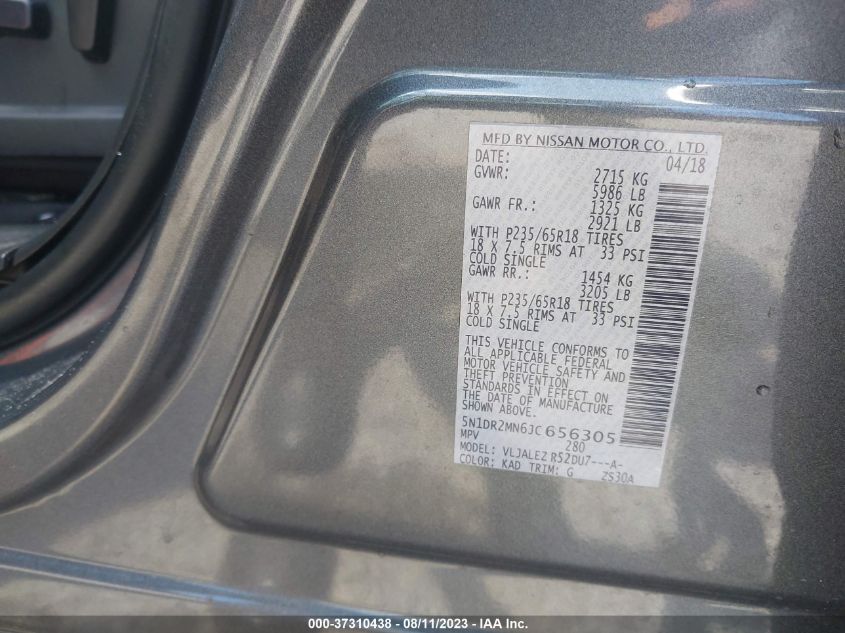 MFD BY NISSAN MOTOR CO., LTD.
DATE: 04/18
GVWR: 2715 KG
5986 LB
GAWR FR.: 1325 KG
2921 LB
WITH P235/65R18 TIRES
18 X 7.5 RIMS AT 33 PSI
COLD SINGLE
GAWR RR.: 1454 KG
3205 LB
WITH P235/65R18 TIRES
18 X 7.5 RIMS AT 33 PSI
COLD SINGLE
THIS VEHICLE CONFORMS TO
ALL APPLICABLE FEDERAL
MOTOR VEHICLE SAFETY AND
THEFT PREVENTION
STANDARDS IN EFFECT ON
THE DATE OF MANUFACTURE
SHOWN ABOVE.
5N1DR2MN6JC656305
MPV 280
MODEL: VLJALEZ R52DU7---A-
COLOR: KAD TRIM: G ZS30A
000-37310438 - 08/11/2023 - © IAA Holdings, LLC